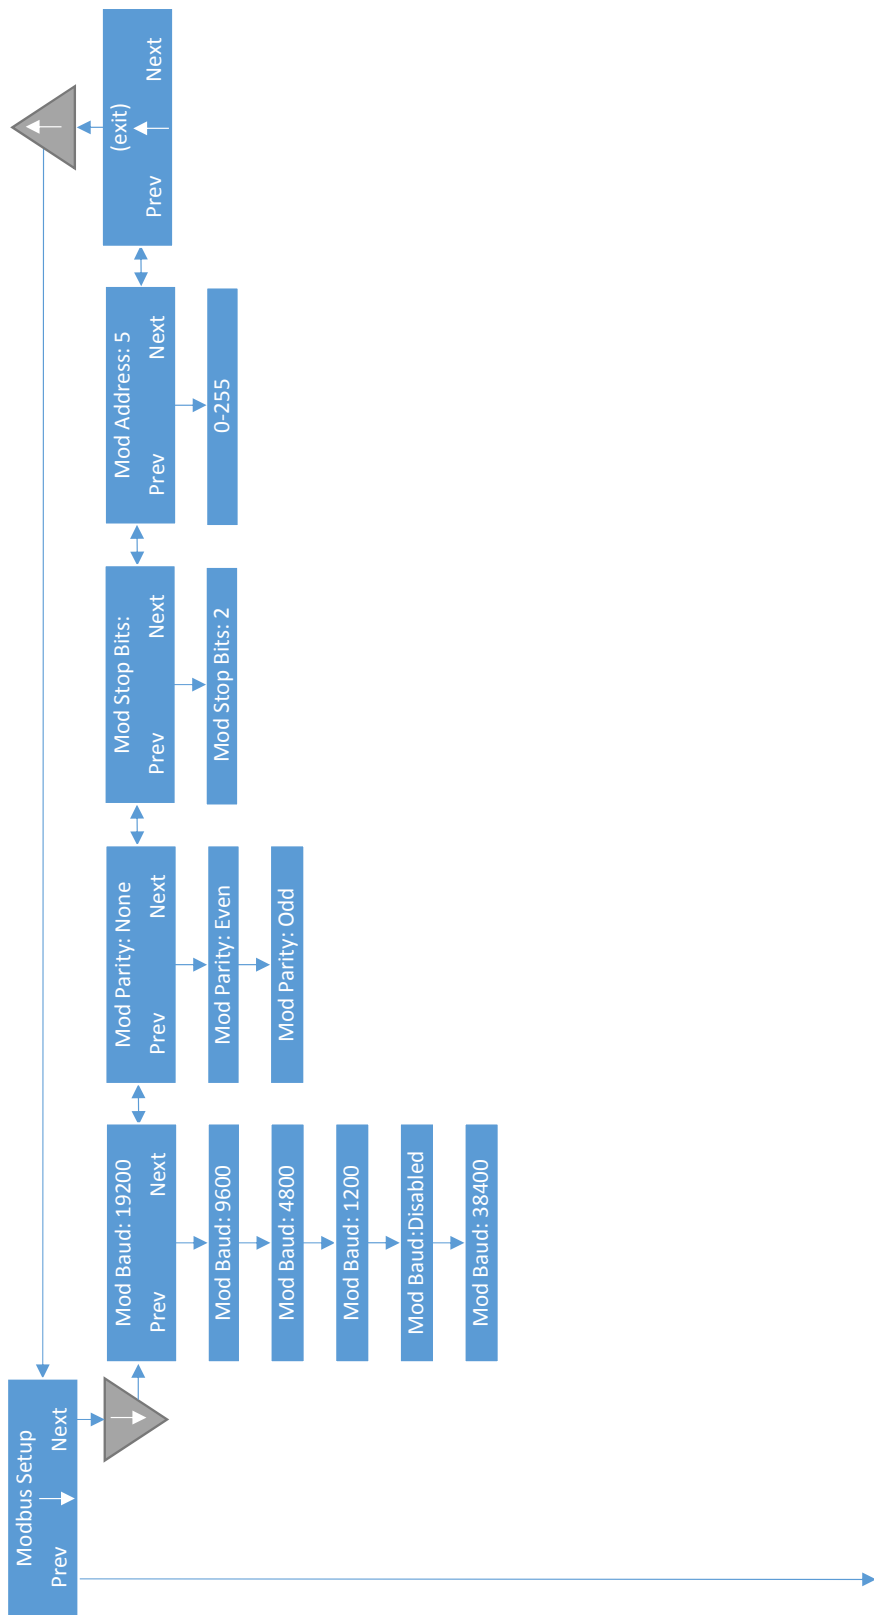 Modbus Setup
Prev Next
Mod Baud: 19200
Prev Next
Mod Baud: 9600
Mod Baud: 4800
Mod Baud: 1200
Mod Baud:Disabled
Mod Baud: 38400
Mod Parity: None
Prev Next
Mod Parity: Even
Mod Parity: Odd
Mod Stop Bits:
Prev Next
Mod Stop Bits: 2
Mod Address: 5
Prev Next
0-255
(exit)
Prev Next